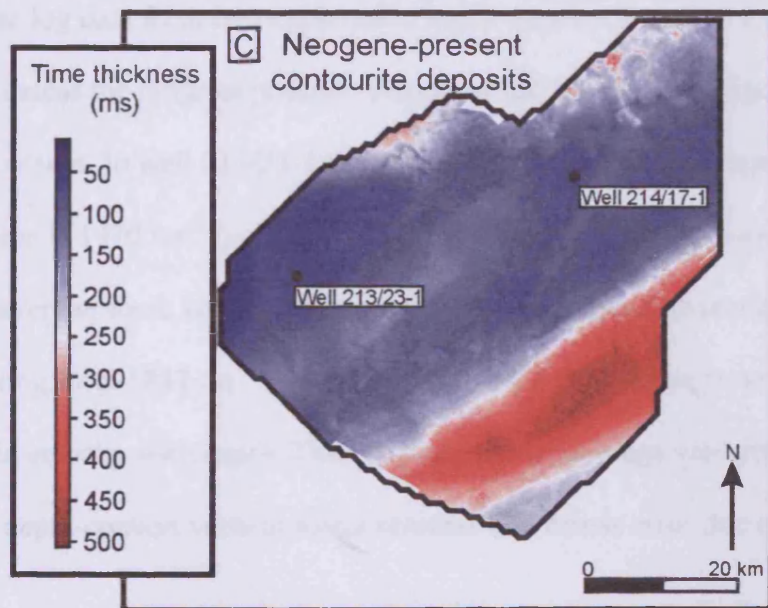 C Neogene-present
contourite deposits
Time thickness
(ms)
50
100
150
200
250
300
350
400
450
500
Well 214/17-1
Well 213/23-1
N
0 20 km